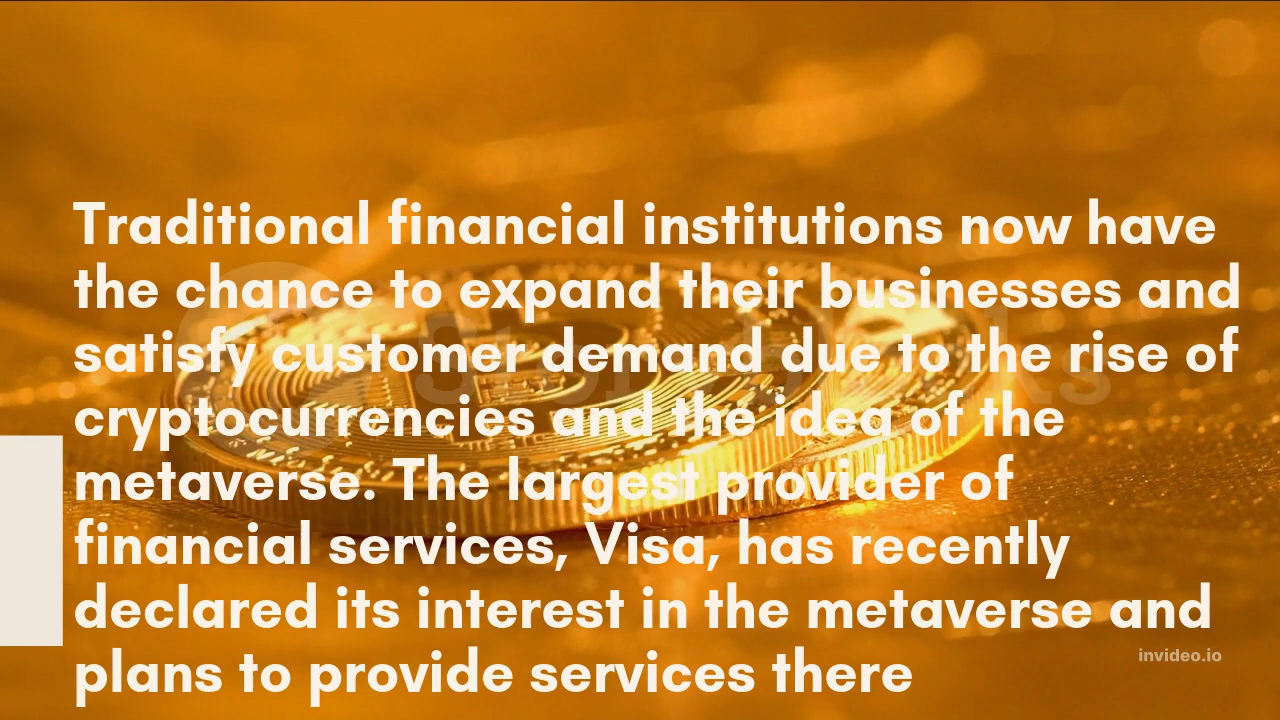 Traditional financial institutions now have
the chance to expand their businesses and
satisfy customer demand due to the rise of
cryptocurrencies and the idea of the
metaverse. The largest provider of
financial services, Visa, has recently
declared its interest in the metaverse and
plans to provide services there
invideo.io